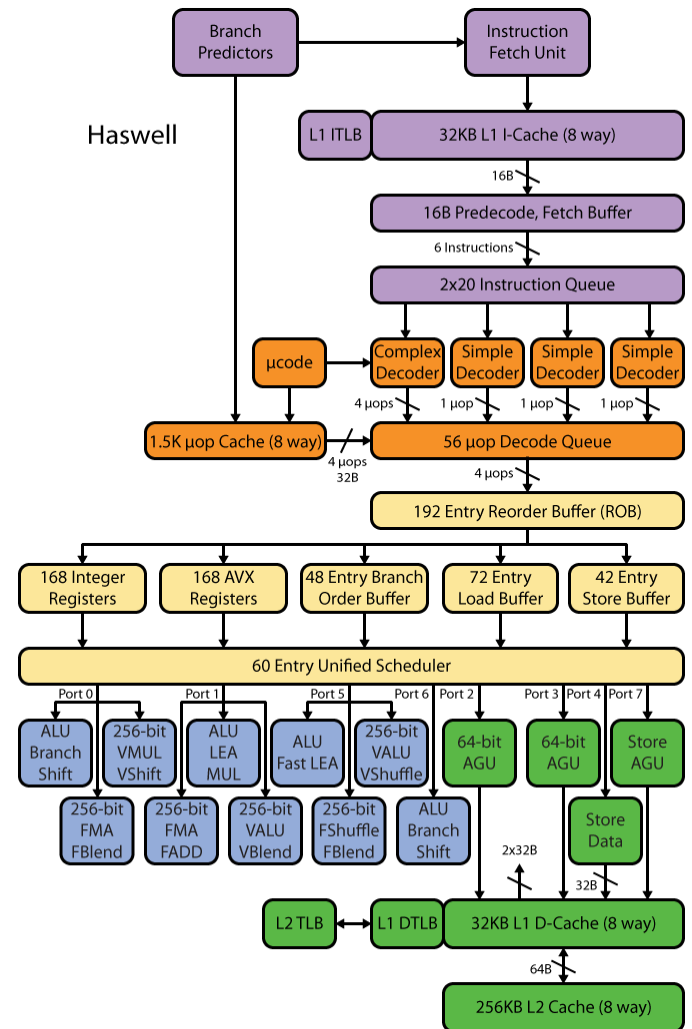 Branch
Predictors
Instruction
Fetch Unit
Haswell
L1 ITLB
32KB L1 I-Cache (8 way)
16B
16B Predecode, Fetch Buffer
6 Instructions
2x20 Instruction Queue
µcode
Complex
Decoder
Simple
Decoder
Simple
Decoder
Simple
Decoder
4 µops
1 µop
1 µop
1 µop
1.5K µop Cache (8 way)
4 µops
32B
56 µop Decode Queue
4 µops
192 Entry Reorder Buffer (ROB)
168 Integer
Registers
168 AVX
Registers
48 Entry Branch
Order Buffer
72 Entry
Load Buffer
42 Entry
Store Buffer
60 Entry Unified Scheduler
Port 0
Port 1
Port 5
Port 6
Port 2
Port 3
Port 4
Port 7
ALU
Branch
Shift
256-bit
VMUL
VShift
ALU
LEA
MUL
ALU
Fast LEA
256-bit
VALU
VShuffle
64-bit
AGU
64-bit
AGU
Store
AGU
256-bit
FMA
FBlend
256-bit
FMA
FADD
256-bit
VALU
VBlend
256-bit
FShuffle
FBlend
ALU
Branch
Shift
Store
Data
2x32B
32B
L2 TLB
L1 DTLB
32KB L1 D-Cache (8 way)
64B
256KB L2 Cache (8 way)